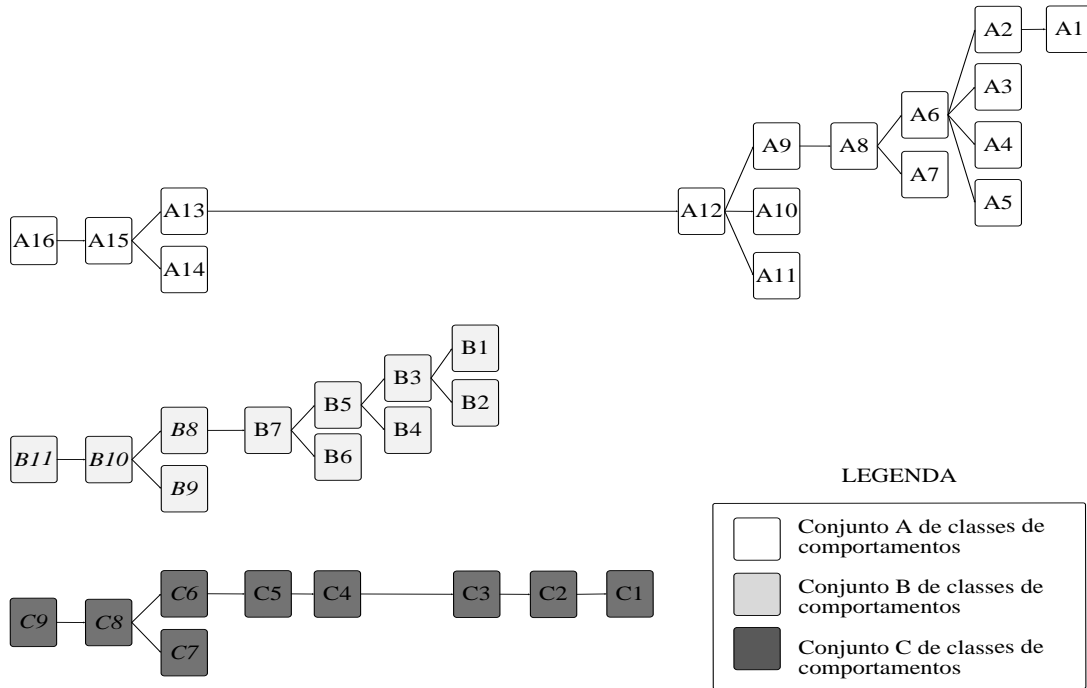 A2 A1
A3
A6
A9 A8 A4
A7
A13 A12 A10 A5
A16 A15
A14 A11
B1
B3
B5 B2
B8 B7 B4
B11 B10 B6
B9
LEGENDA
Conjunto A de classes de
comportamentos
Conjunto B de classes de
comportamentos
Conjunto C de classes de
comportamentos
C6 C5 C4 C3 C2 C1
C9 C8
C7